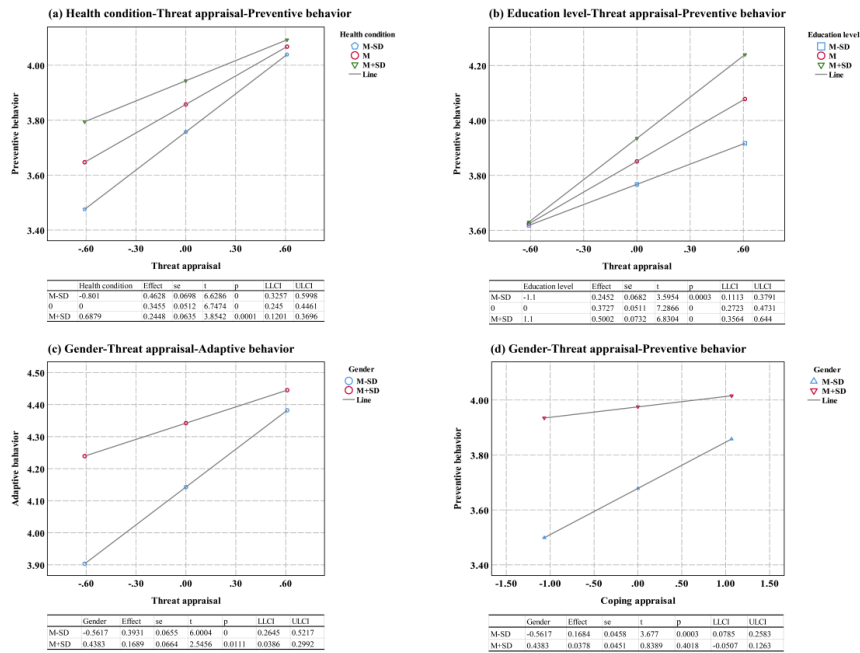 (a) Health condition-Threat appraisal-Preventive behavior
Health condition
M-SD
M
M+SD
Line
Preventive behavior
4.00
3.80
3.60
3.40
-.60 -.30 .00 .30 .60
Threat appraisal
Health condition Effect se t p LLCI ULCI
M-SD -0.801 0.4628 0.0698 6.6286 0 0.3257 0.5998
0 0 0.3455 0.0512 6.7474 0 0.245 0.4461
M+SD 0.6879 0.2448 0.0635 3.8542 0.0001 0.1201 0.3696
(b) Education level-Threat appraisal-Preventive behavior
Education level
M-SD
M
M+SD
Line
Preventive behavior
4.20
4.00
3.80
3.60
-.60 -.30 .00 .30 .60
Threat appraisal
Education level Effect se t p LLCI ULCI
M-SD -1.1 0.2452 0.0682 3.5954 0.0003 0.1113 0.3791
0 0 0.3727 0.0511 7.2866 0 0.2723 0.4731
M+SD 1.1 0.5002 0.0732 6.8304 0 0.3564 0.644
(c) Gender-Threat appraisal-Adaptive behavior
Gender
M-SD
M+SD
Line
Adaptive behavior
4.50
4.40
4.30
4.20
4.10
4.00
3.90
-.60 -.30 .00 .30 .60
Threat appraisal
Gender Effect se t p LLCI ULCI
M-SD -0.5617 0.3931 0.0655 6.0004 0 0.2645 0.5217
M+SD 0.4383 0.1689 0.0664 2.5456 0.0111 0.0386 0.2992
(d) Gender-Threat appraisal-Preventive behavior
Gender
M-SD
M+SD
Line
Preventive behavior
4.00
3.80
3.60
3.40
-1.50 -1.00 -.50 .00 .50 1.00 1.50
Coping appraisal
Gender Effect se t p LLCI ULCI
M-SD -0.5617 0.1684 0.0458 3.677 0.0003 0.0785 0.2583
M+SD 0.4383 0.0378 0.0451 0.8389 0.4018 -0.0507 0.1263